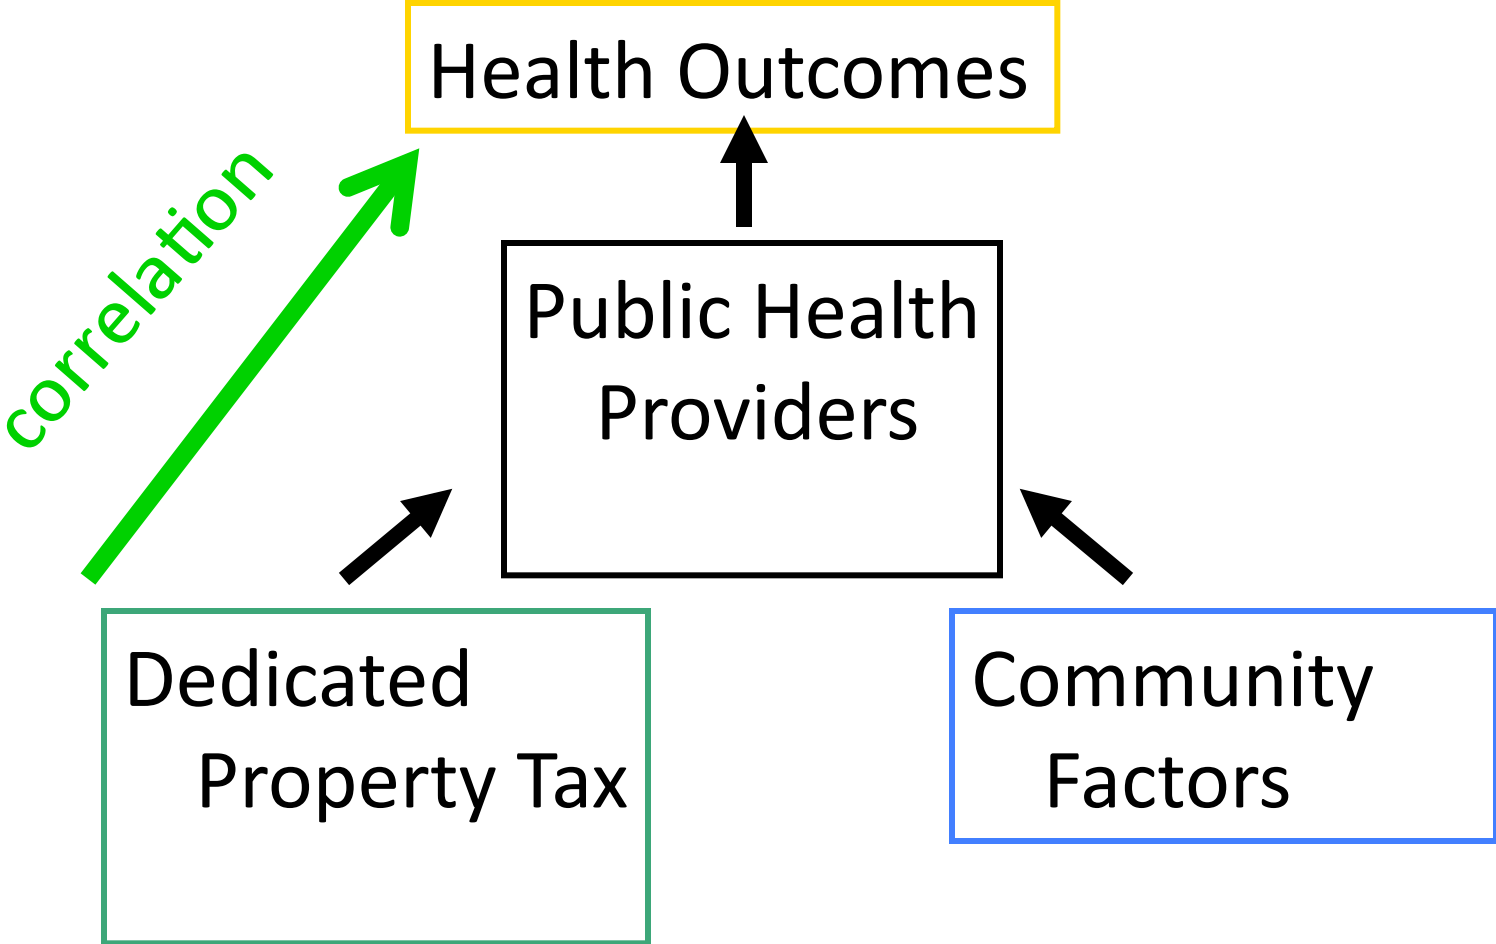 Health Outcomes
correlation
Public Health
Providers
Dedicated
Property Tax
Community
Factors